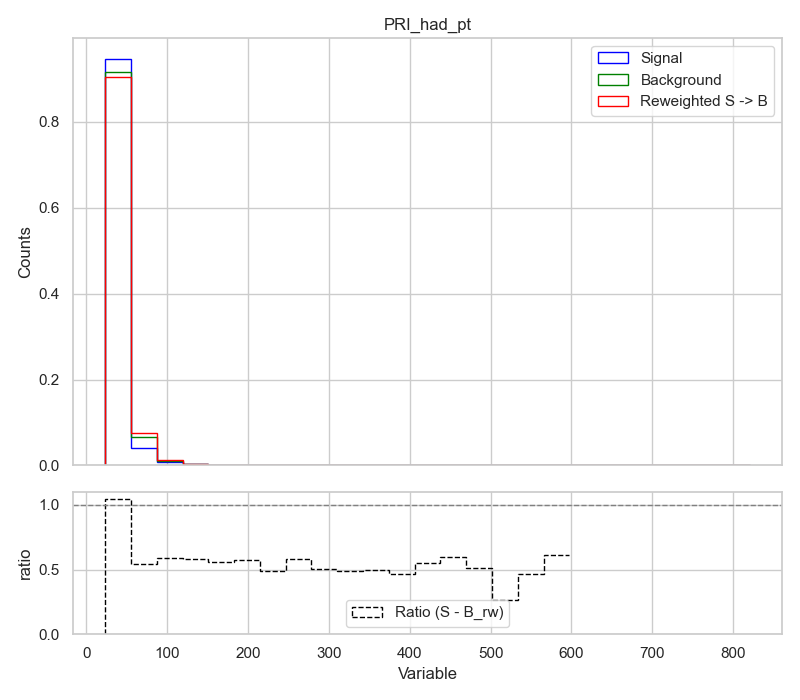 PRI_had_pt
Signal
Background
Reweighted S -> B
Counts
0.8
0.6
0.4
0.2
0.0
ratio
1.0
0.5
0.0
Ratio (S - B_rw)
0 100 200 300 400 500 600 700 800
Variable